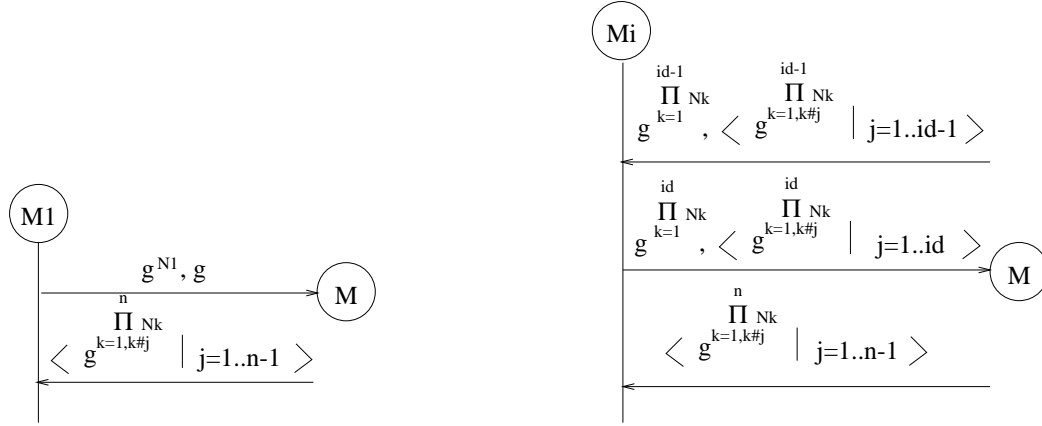 M1
g^N1, g
M
n
Π Nk
< g^k=1,k#j | j=1..n-1 >
Mi
id-1 id-1
Π Nk Π Nk
g^k=1 , < g^k=1,k#j | j=1..id-1 >
id id
Π Nk Π Nk
g^k=1 , < g^k=1,k#j | j=1..id >
M
n
Π Nk
< g^k=1,k#j | j=1..n-1 >